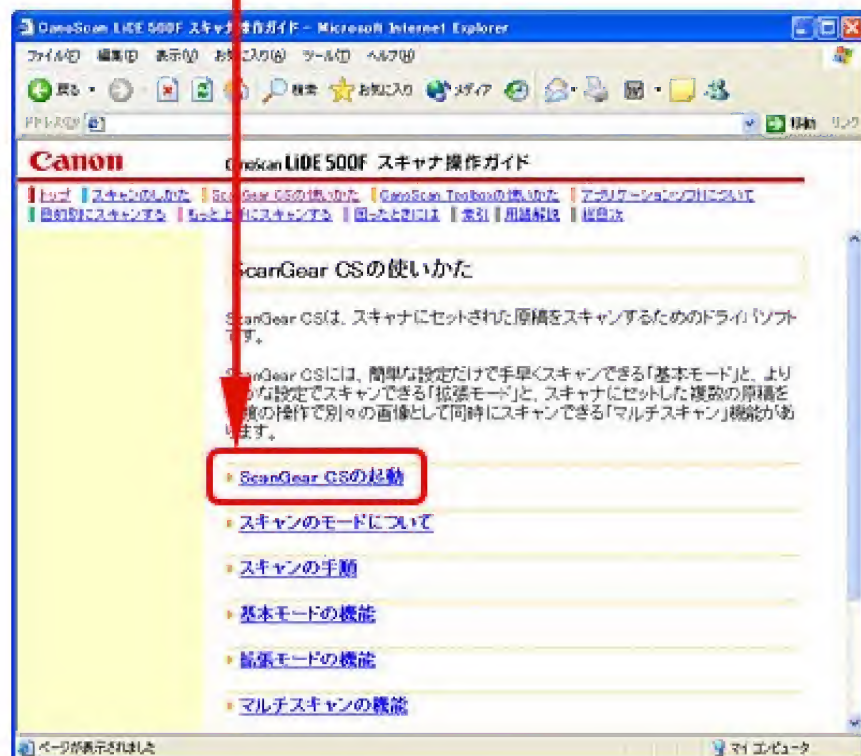 CanoScan LiDE 500F スキャナ操作ガイド - Microsoft Internet Explorer
ファイル(F) 編集(E) 表示(V) お気に入り(A) ツール(T) ヘルプ(H)
戻る 検索 お気に入り メディア
アドレス(D) 移動 リンク
Canon CanoScan LiDE 500F スキャナ操作ガイド
トップ スキャンのしかた ScanGear CSの使いかた CanoScan Toolboxの使いかた アプリケーションソフトについて
目的別にスキャンする もっと上手にスキャンする 困ったときには 索引 用語解説 総目次
ScanGear CSの使いかた
ScanGear CSは、スキャナにセットされた原稿をスキャンするためのドライバソフト
です。
ScanGear CSには、簡単な設定だけで手早くスキャンできる「基本モード」と、より
かな設定でスキャンできる「拡張モード」と、スキャナにセットした複数の原稿を
度の操作で別々の画像として同時にスキャンできる「マルチスキャン」機能があ
ります。
ScanGear CSの起動
スキャンのモードについて
スキャンの手順
基本モードの機能
拡張モードの機能
マルチスキャンの機能
ページが表示されました マイ コンピュータ